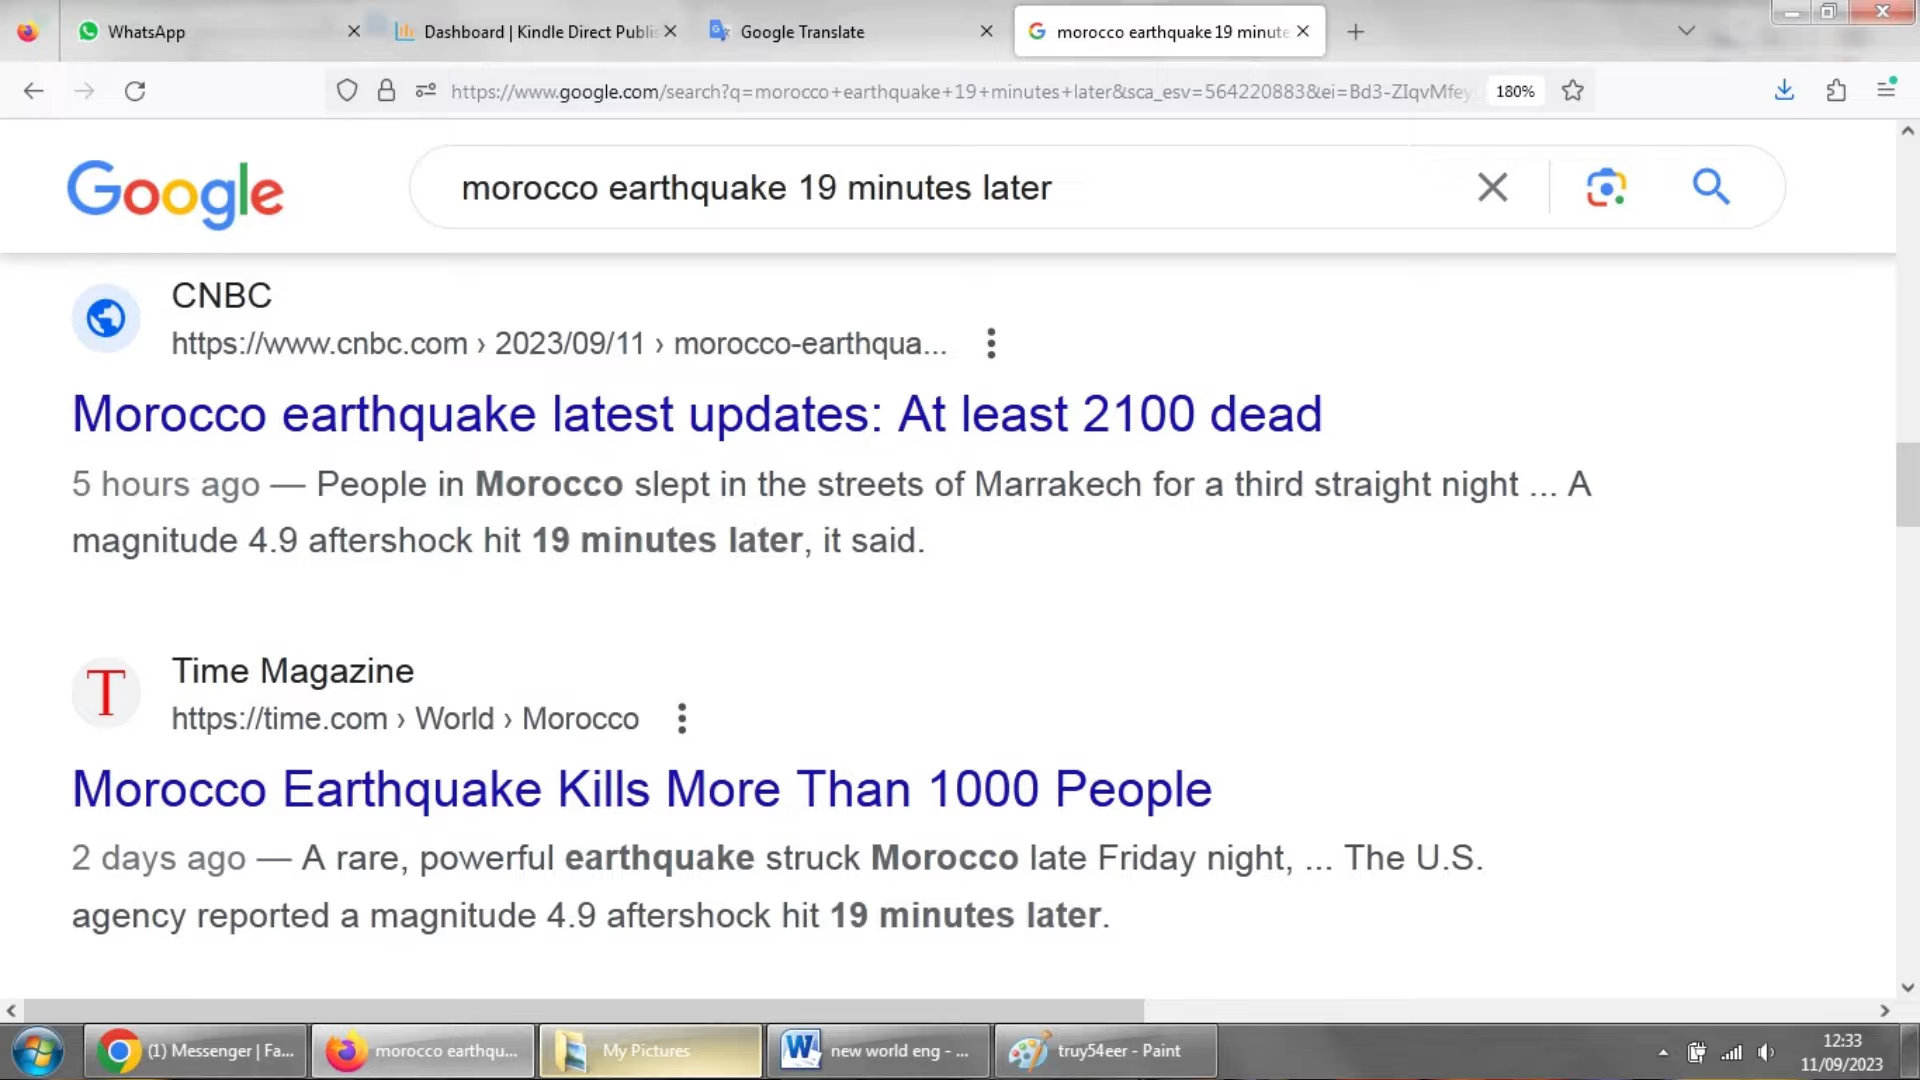 WhatsApp
Dashboard | Kindle Direct Publis
Google Translate
morocco earthquake 19 minute
https://www.google.com/search?q=morocco+earthquake+19+minutes+later&sca_esv=564220883&ei=Bd3-ZIqvMfey
180%
Google
morocco earthquake 19 minutes later
CNBC
https://www.cnbc.com › 2023/09/11 › morocco-earthqua...
Morocco earthquake latest updates: At least 2100 dead
5 hours ago — People in Morocco slept in the streets of Marrakech for a third straight night ... A
magnitude 4.9 aftershock hit 19 minutes later, it said.
T
Time Magazine
https://time.com › World › Morocco
Morocco Earthquake Kills More Than 1000 People
2 days ago — A rare, powerful earthquake struck Morocco late Friday night, ... The U.S.
agency reported a magnitude 4.9 aftershock hit 19 minutes later.
(1) Messenger | Fa...
morocco earthqu...
My Pictures
new world eng - ...
truy54eer - Paint
12:33
11/09/2023